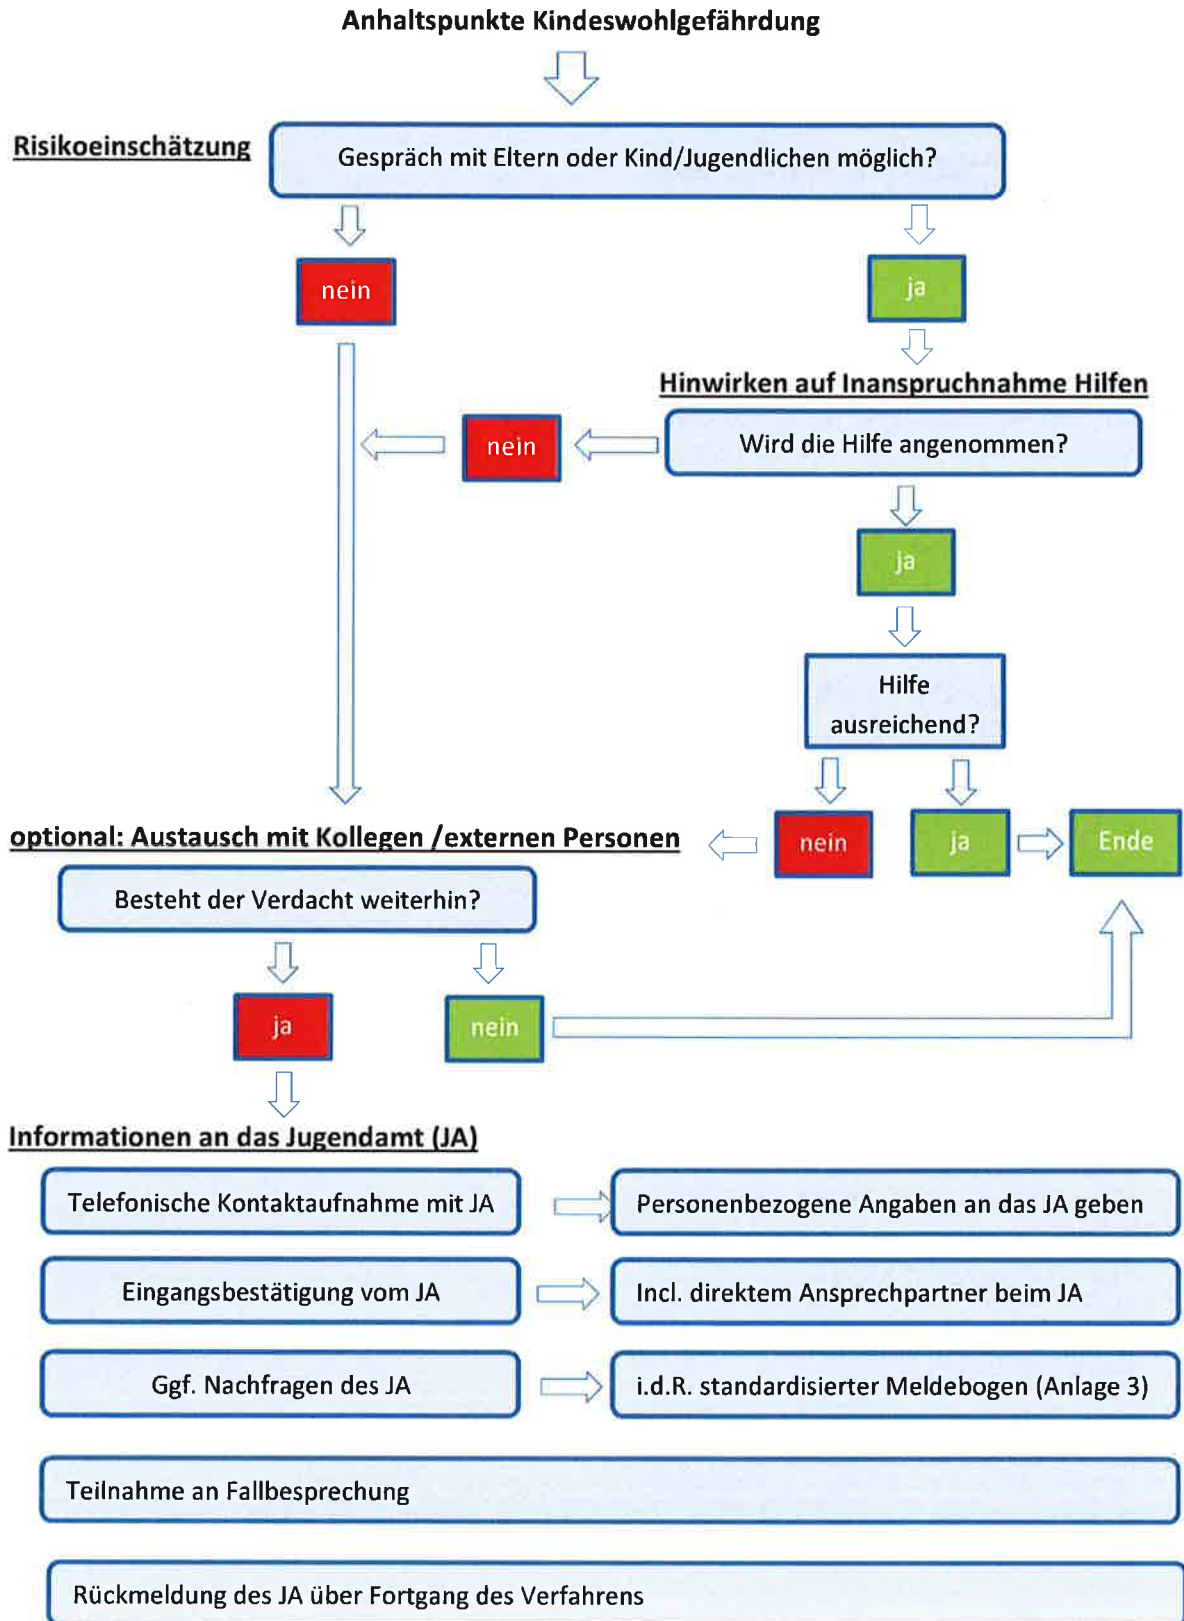 Anhaltspunkte Kindeswohlgefährdung
Risikoeinschätzung
Gespräch mit Eltern oder Kind/Jugendlichen möglich?
nein
ja
Hinwirken auf Inanspruchnahme Hilfen
Wird die Hilfe angenommen?
nein
ja
Hilfe
ausreichend?
nein
ja
Ende
optional: Austausch mit Kollegen /externen Personen
Besteht der Verdacht weiterhin?
ja
nein
Informationen an das Jugendamt (JA)
Telefonische Kontaktaufnahme mit JA
Personenbezogene Angaben an das JA geben
Eingangsbestätigung vom JA
Incl. direktem Ansprechpartner beim JA
Ggf. Nachfragen des JA
i.d.R. standardisierter Meldebogen (Anlage 3)
Teilnahme an Fallbesprechung
Rückmeldung des JA über Fortgang des Verfahrens